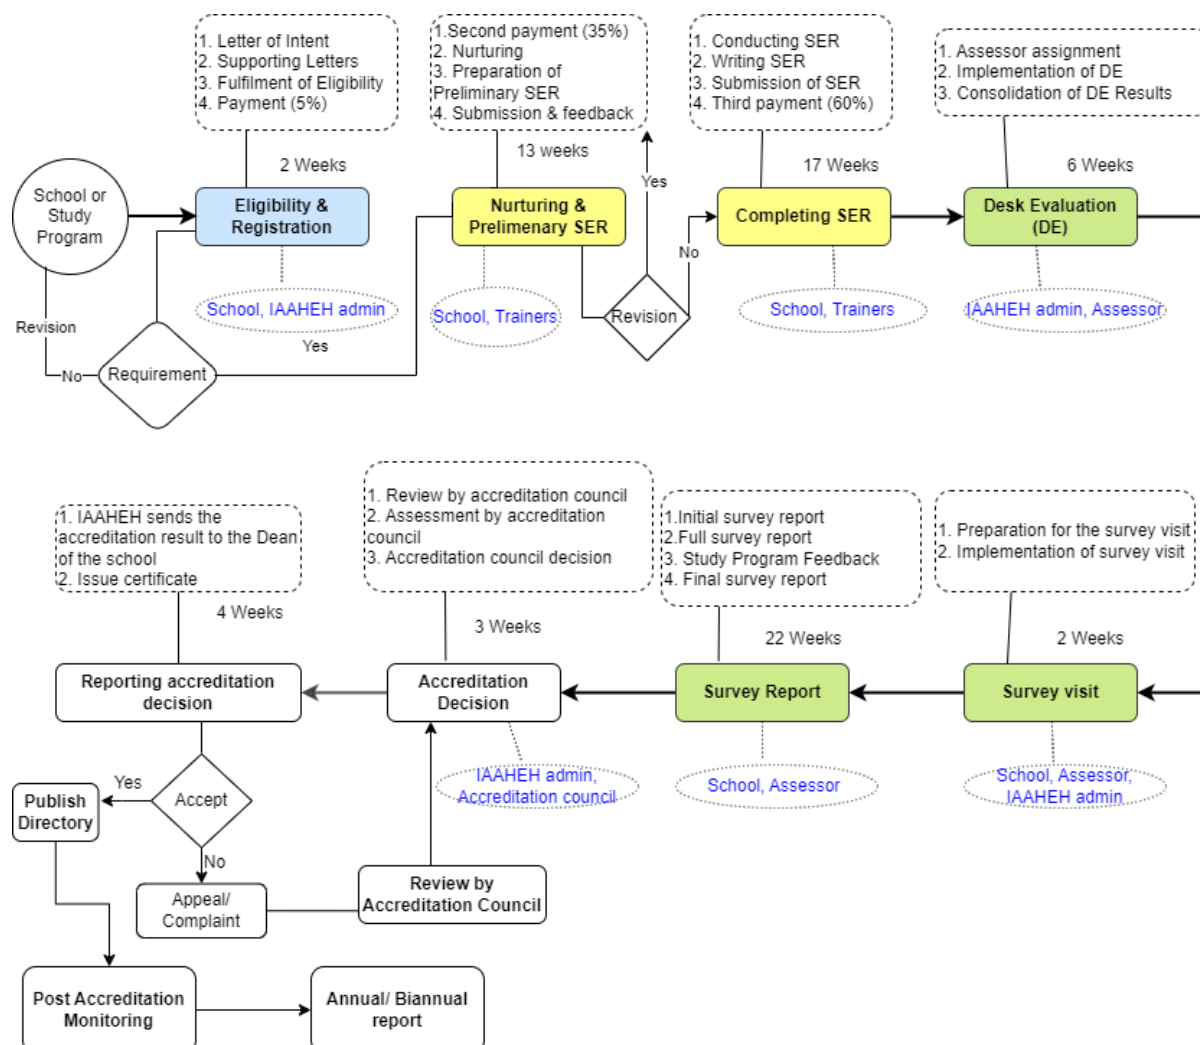 1. Letter of Intent
2. Supporting Letters
3. Fulfilment of Eligibility
4. Payment (5%)
1.Second payment (35%)
2. Nurturing
3. Preparation of
Preliminary SER
4. Submission & feedback
1. Conducting SER
2. Writing SER
3. Submission of SER
4. Third payment (60%)
1. Assessor assignment
2. Implementation of DE
3. Consolidation of DE Results
2 Weeks
13 weeks
17 Weeks
6 Weeks
School or
Study
Program
Eligibility &
Registration
Nurturing &
Prelimenary SER
Yes
Completing SER
Desk Evaluation
(DE)
No
School, IAAHEH admin
School, Trainers
Revision
School, Trainers
IAAHEH admin, Assessor
Revision
Yes
No
Requirement
1. IAAHEH sends the
accreditation result to the Dean
of the school
2. Issue certificate
1. Review by accreditation council
2. Assessment by accreditation
council
3. Accreditation council decision
1.Initial survey report
2.Full survey report
3. Study Program Feedback
4. Final survey report
1. Preparation for the survey visit
2. Implementation of survey visit
4 Weeks
3 Weeks
22 Weeks
2 Weeks
Reporting accreditation
decision
Accreditation
Decision
Survey Report
Survey visit
IAAHEH admin,
Accreditation council
School, Assessor
School, Assessor,
IAAHEH admin
Yes
Accept
Publish
Directory
No
Appeal/
Complaint
Review by
Accreditation Council
Post Accreditation
Monitoring
Annual/ Biannual
report